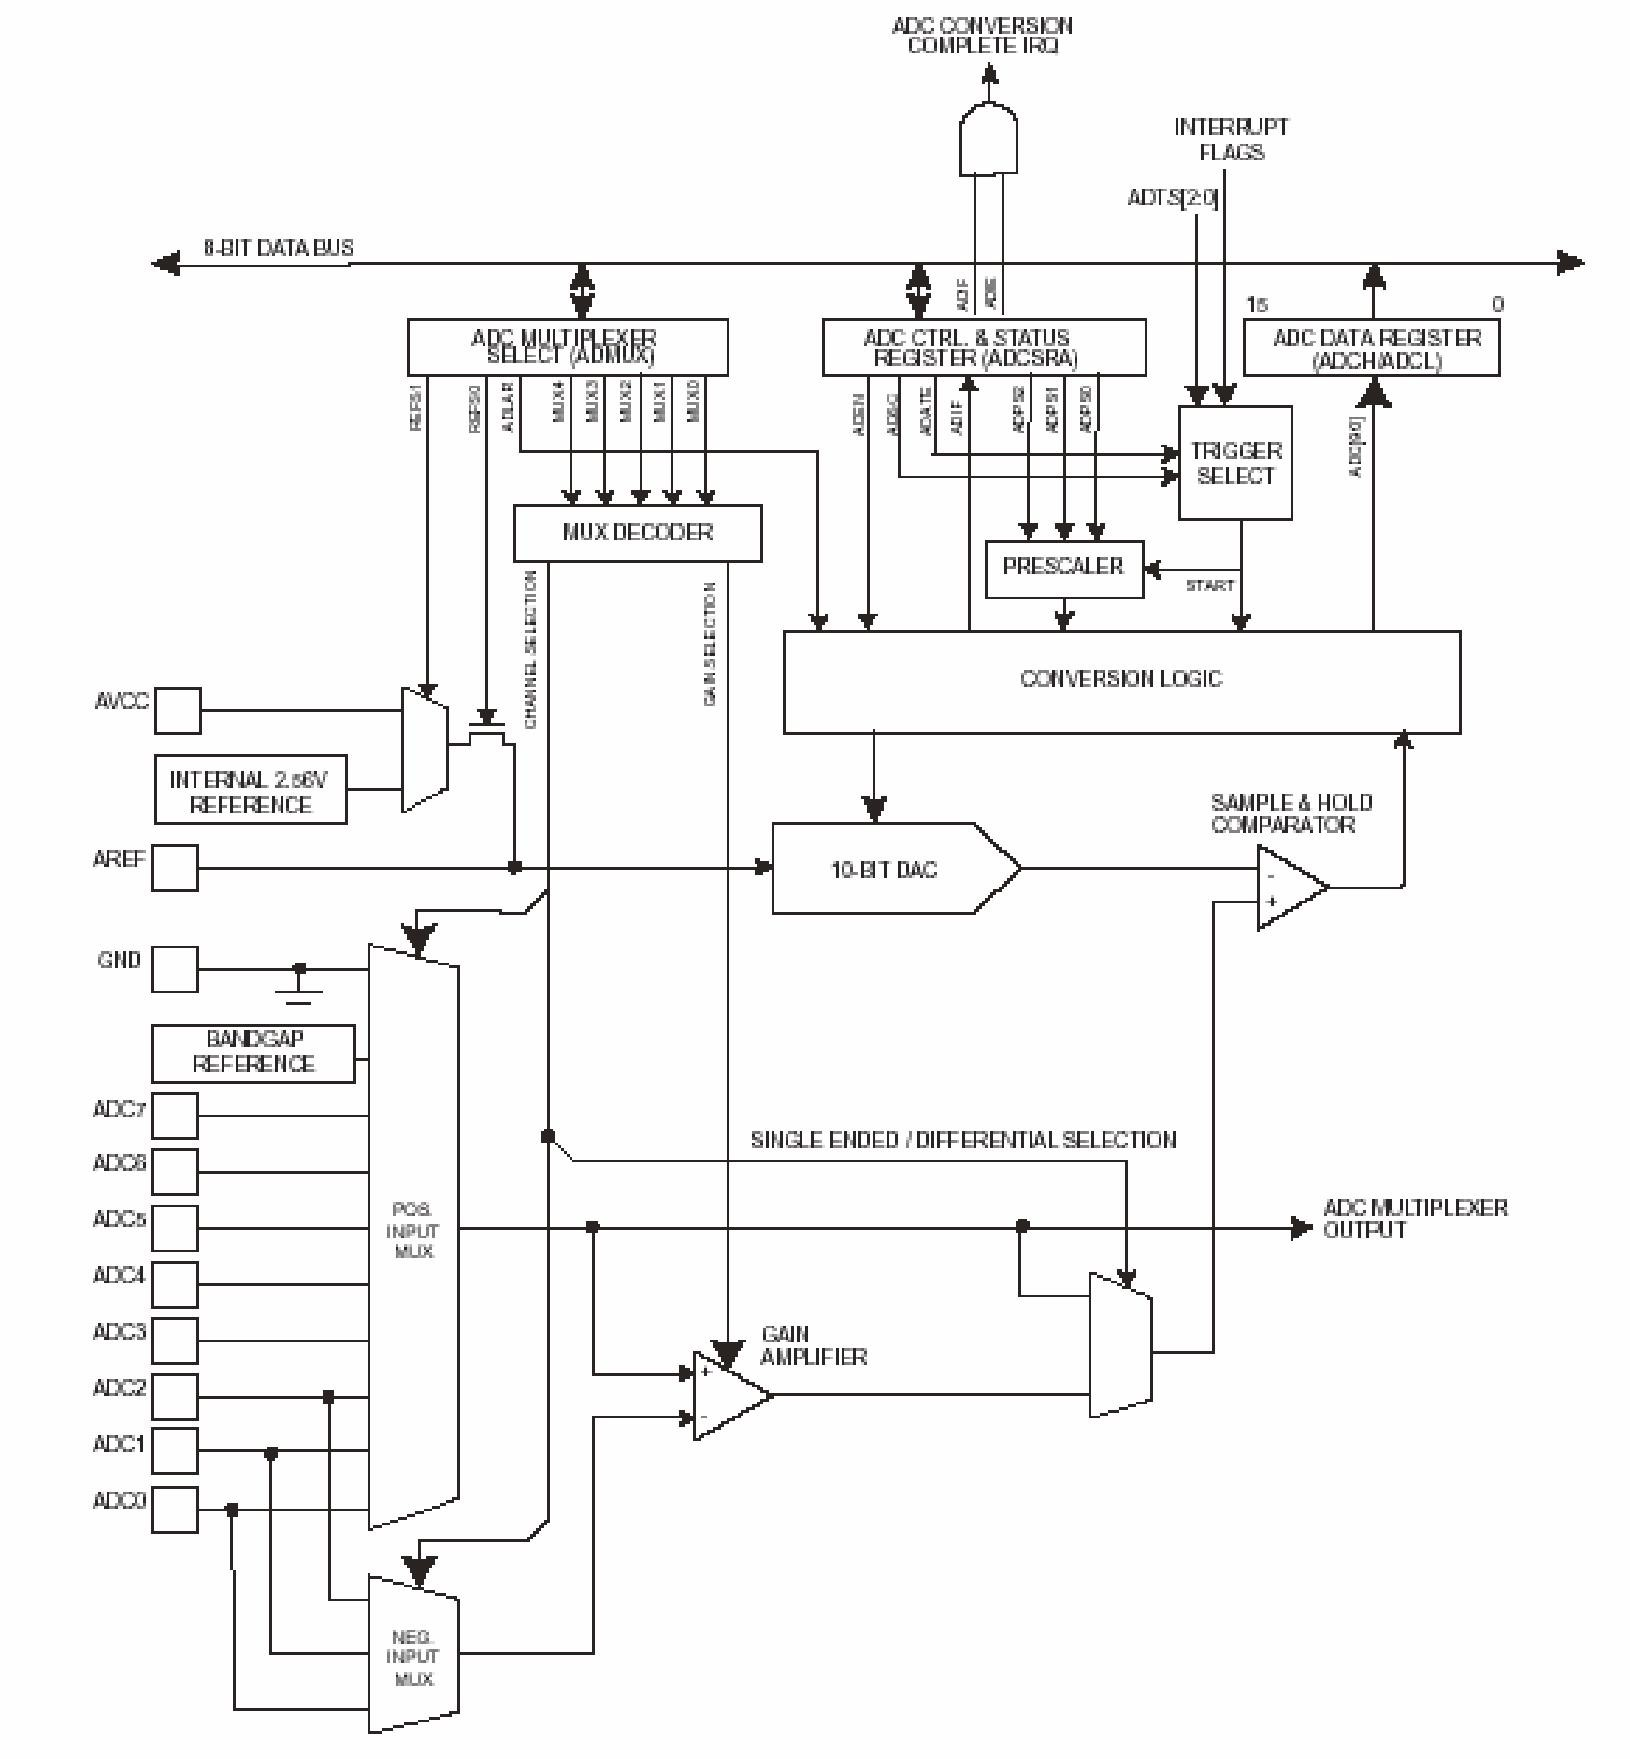 ADC CONVERSION
COMPLETE IRQ
INTERRUPT
FLAGS
ADTS[2:0]
8-BIT DATA BUS
ADIF
ADIE
15
0
ADC MULTIPLEXER
SELECT (ADMUX)
ADC CTRL. & STATUS
REGISTER (ADCSRA)
ADC DATA REGISTER
(ADCH/ADCL)
REFS1
REFS0
ADLAR
MUX4
MUX3
MUX2
MUX1
MUX0
ADEN
ADSC
ADATE
ADIF
ADPS2
ADPS1
ADPS0
ADC[9:0]
TRIGGER
SELECT
MUX DECODER
PRESCALER
START
CHANNEL SELECTION
GAIN SELECTION
CONVERSION LOGIC
AVCC
INTERNAL 2.56V
REFERENCE
SAMPLE & HOLD
COMPARATOR
AREF
10-BIT DAC
-
+
GND
BANDGAP
REFERENCE
ADC7
SINGLE ENDED / DIFFERENTIAL SELECTION
ADC6
ADC5
POS.
INPUT
MUX
ADC MULTIPLEXER
OUTPUT
ADC4
ADC3
GAIN
AMPLIFIER
+
-
ADC2
ADC1
ADC0
NEG.
INPUT
MUX